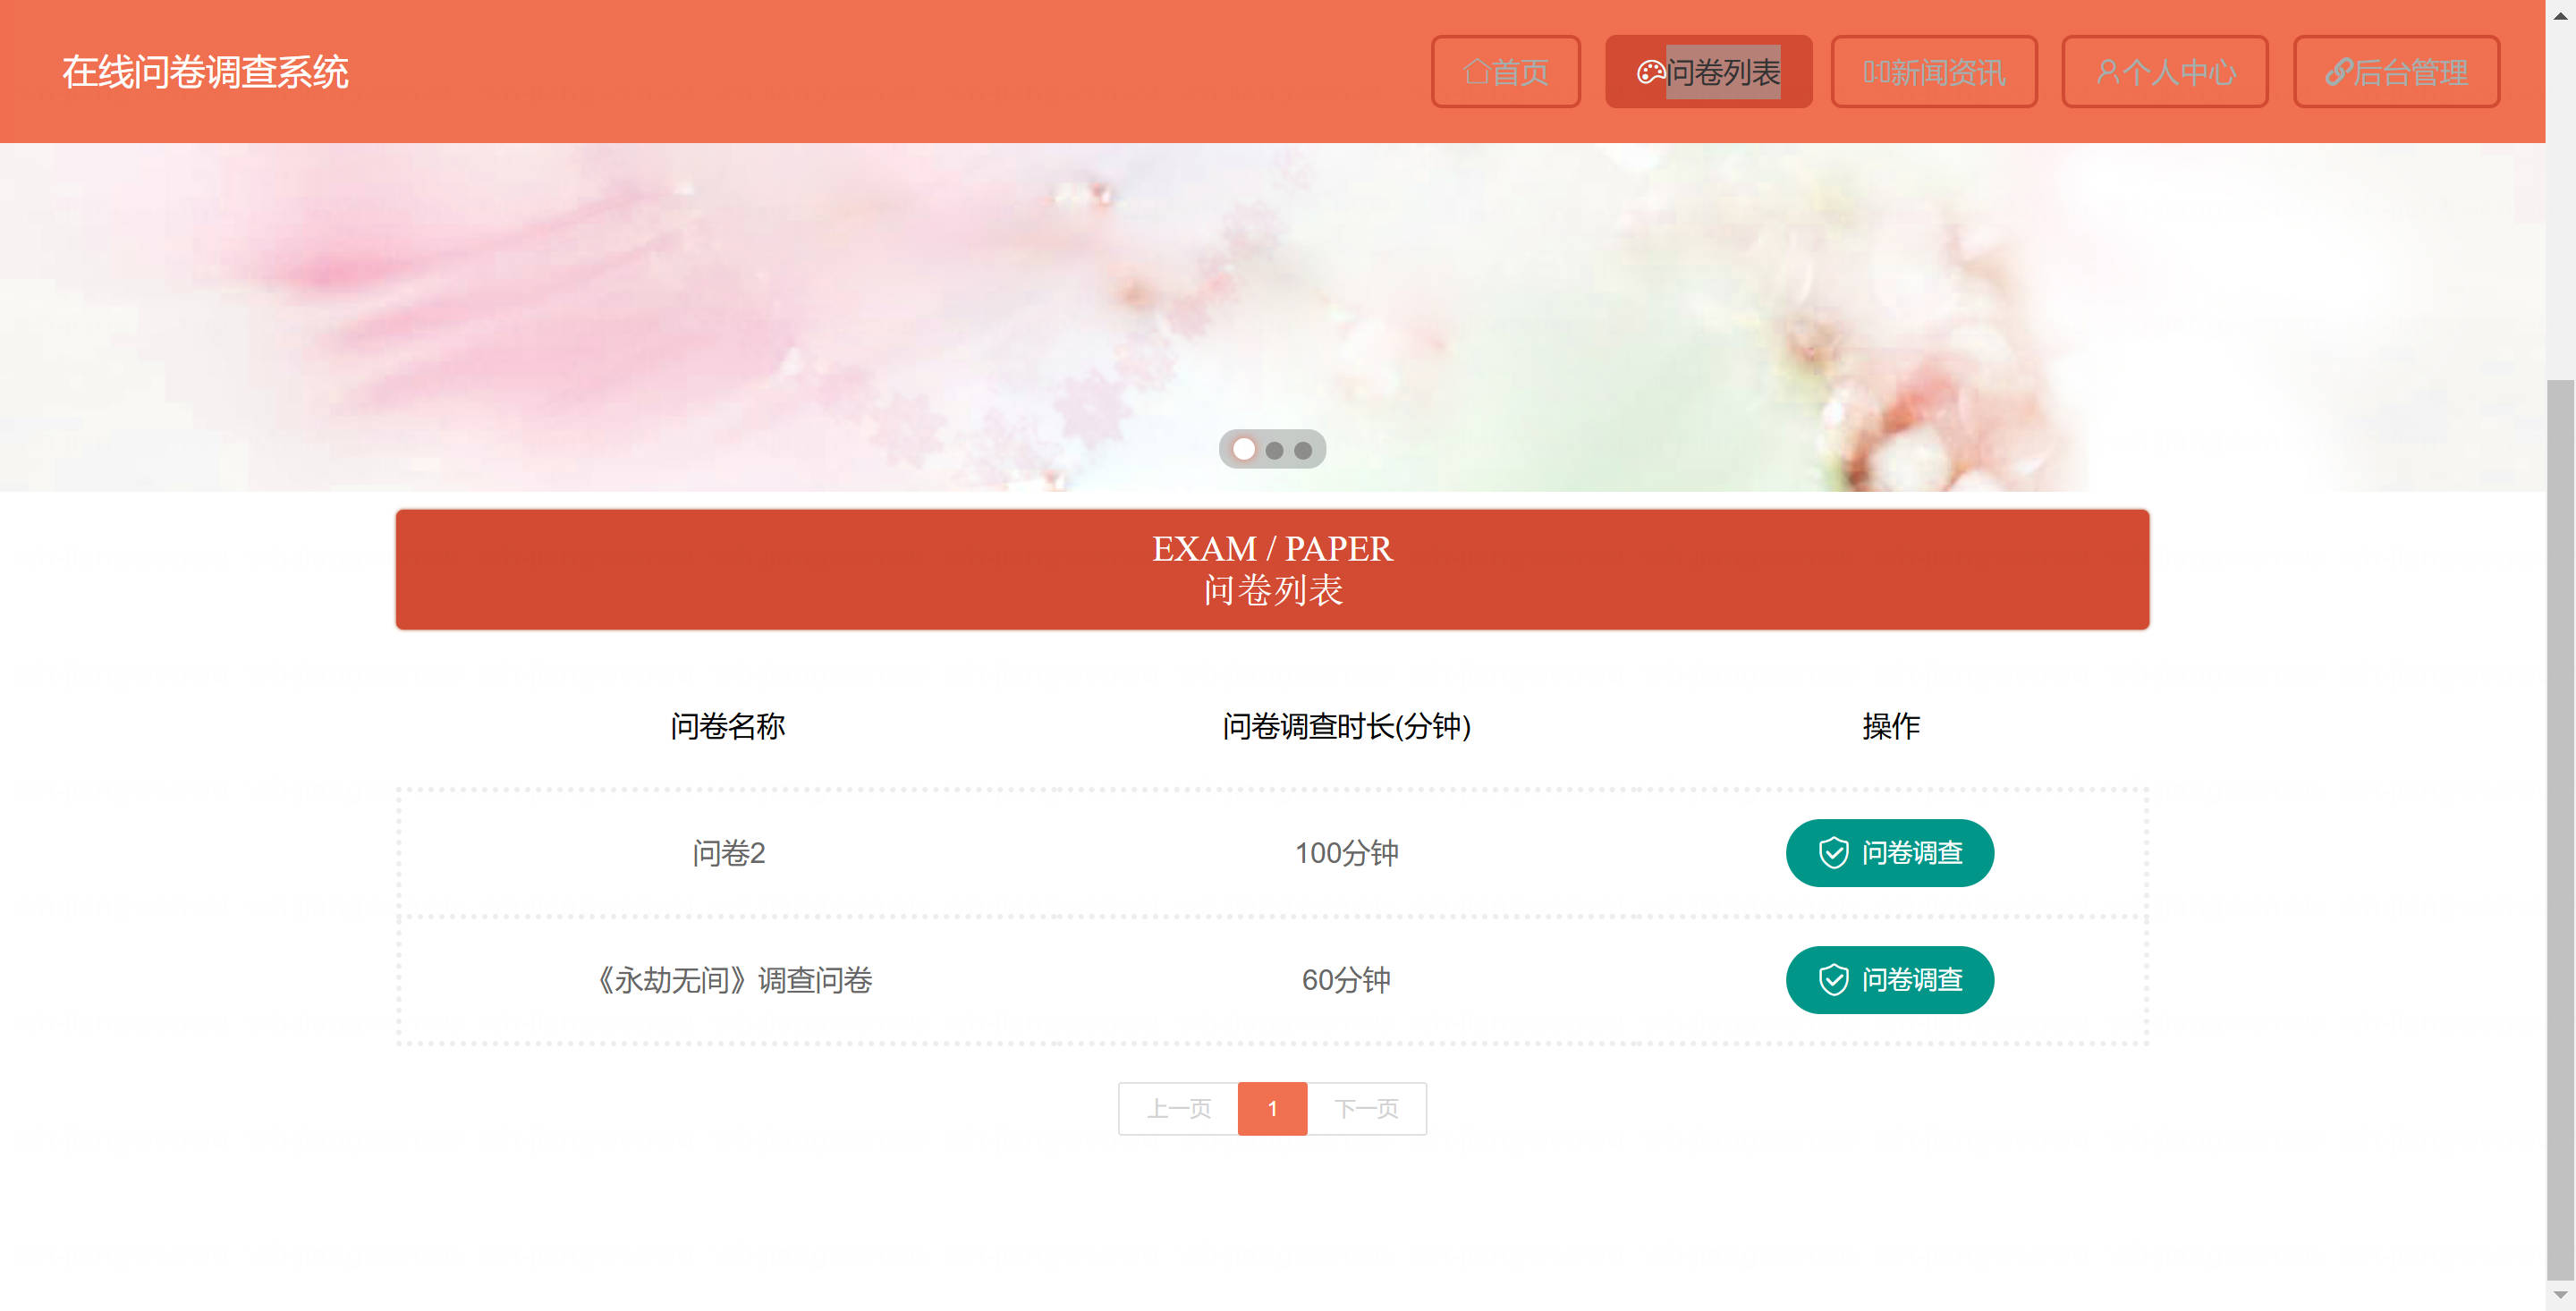 在线问卷调查系统
首页
问卷列表
新闻资讯
个人中心
后台管理
EXAM / PAPER
问卷列表
问卷名称 问卷调查时长(分钟) 操作
问卷2 100分钟 问卷调查
《永劫无间》调查问卷 60分钟 问卷调查
上一页 1 下一页